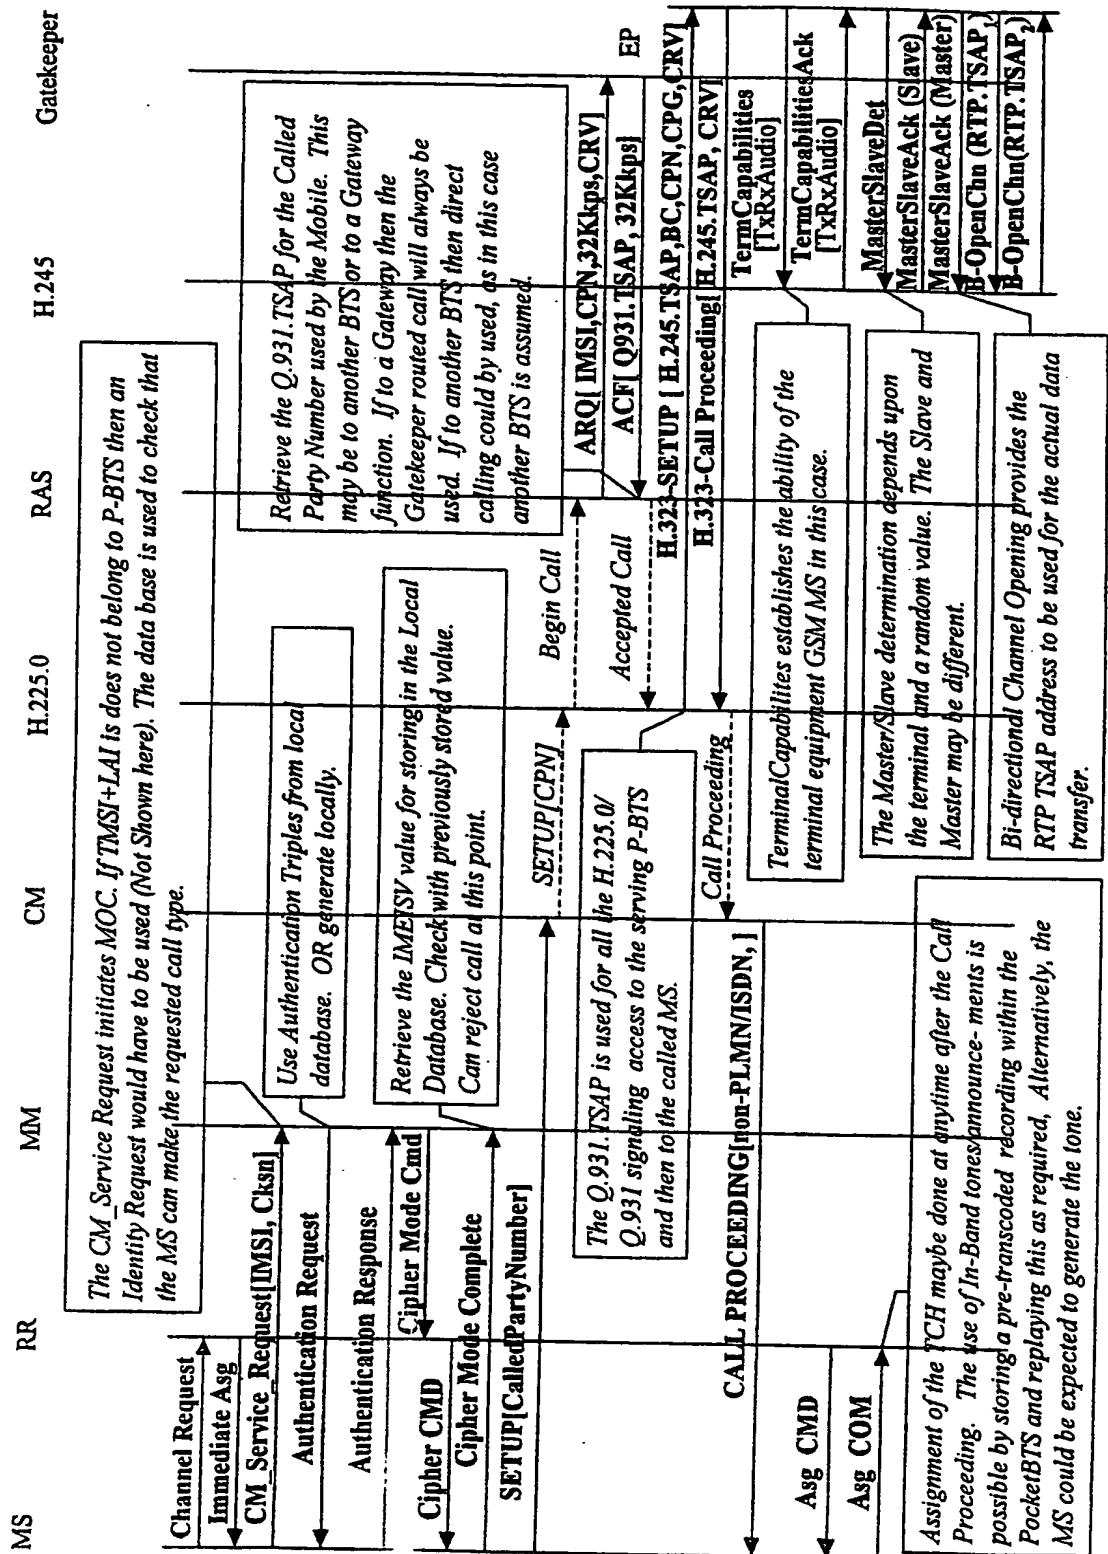 MS
RR
MM
CM
H.225.0
RAS
H.245
Gatekeeper
The CM_Service Request initiates MOC. If TMSI+LAI is does not belong to P-BTS then an
Identity Request would have to be used (Not Shown here). The data base is used to check that
the MS can make the requested call type.
Channel Request
Immediate Asg
CM_Service_Request[IMSI, Cksn]
Use Authentication Triples from local
database. OR generate locally.
Authentication Request
Authentication Response
Retrieve the IMEISV value for storing in the Local
Database. Check with previously stored value.
Can reject call at this point.
Cipher Mode Cmd
Cipher CMD
Cipher Mode Complete
SETUP[CalledPartyNumber]
SETUP[CPN]
Retrieve the Q.931.TSAP for the Called
Party Number used by the Mobile. This
may be to another BTS or to a Gateway
function. If to a Gateway then the
Gatekeeper routed call will always be
used. If to another BTS then direct
calling could by used, as in this case
another BTS is assumed.
Begin Call
ARQ[ IMSI,CPN,32Kkps,CRV]
ACF[ Q931.TSAP, 32Kkps]
EP
Accepted Call
The Q.931.TSAP is used for all the H.225.0/
Q.931 signaling access to the serving P-BTS
and then to the called MS.
H.323-SETUP [ H.245.TSAP,BC,CPN,CPG,CRV]
H.323-Call Proceeding[ H.245.TSAP, CRV]
Call Proceeding
CALL PROCEEDING[non-PLMN/ISDN, ]
TermCapabilities
[TxRxAudio]
TermCapabilitiesAck
[TxRxAudio]
TerminalCapabilites establishes the ability of the
terminal equipment GSM MS in this case.
Asg CMD
Asg COM
MasterSlaveDet
MasterSlaveAck (Slave)
MasterSlaveAck (Master)
The Master/Slave determination depends upon
the terminal and a random value. The Slave and
Master may be different.
B-OpenChn (RTP.TSAP1)
B-OpenChn(RTP.TSAP2)
Bi-directional Channel Opening provides the
RTP TSAP address to be used for the actual data
transfer.
Assignment of the TCH maybe done at anytime after the Call
Proceeding. The use of In-Band tones/announce- ments is
possible by storing a pre-transcoded recording within the
PocketBTS and replaying this as required, Alternatively, the
MS could be expected to generate the tone.